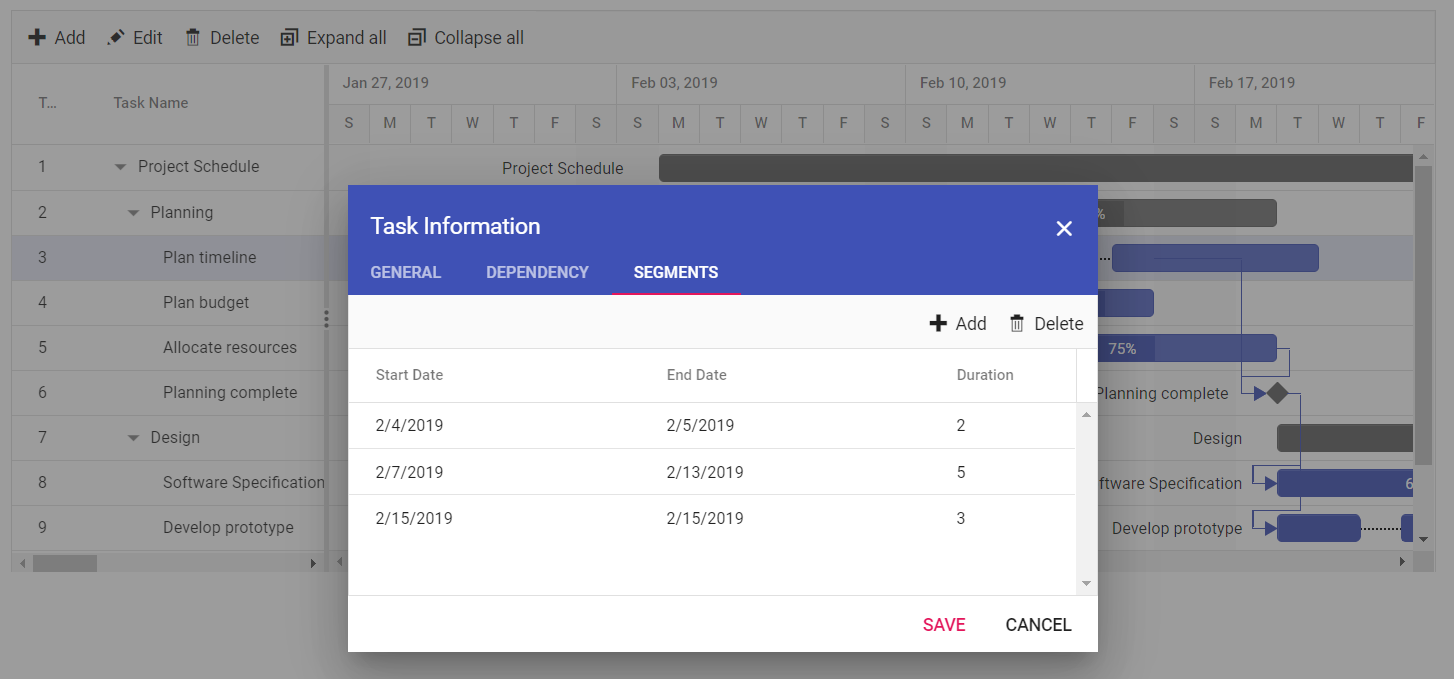 Add Edit Delete Expand all Collapse all
T... Task Name
Jan 27, 2019 Feb 03, 2019 Feb 10, 2019 Feb 17, 2019
S M T W T F S S M T W T F S S M T W T F S S M T W T F
1 Project Schedule Project Schedule
2 Planning %
3 Plan timeline
4 Plan budget
5 Allocate resources 75%
6 Planning complete Planning complete
7 Design Design
8 Software Specification ftware Specification 6
9 Develop prototype Develop prototype
Task Information
GENERAL DEPENDENCY SEGMENTS
Add Delete
Start Date End Date Duration
2/4/2019 2/5/2019 2
2/7/2019 2/13/2019 5
2/15/2019 2/15/2019 3
SAVE CANCEL